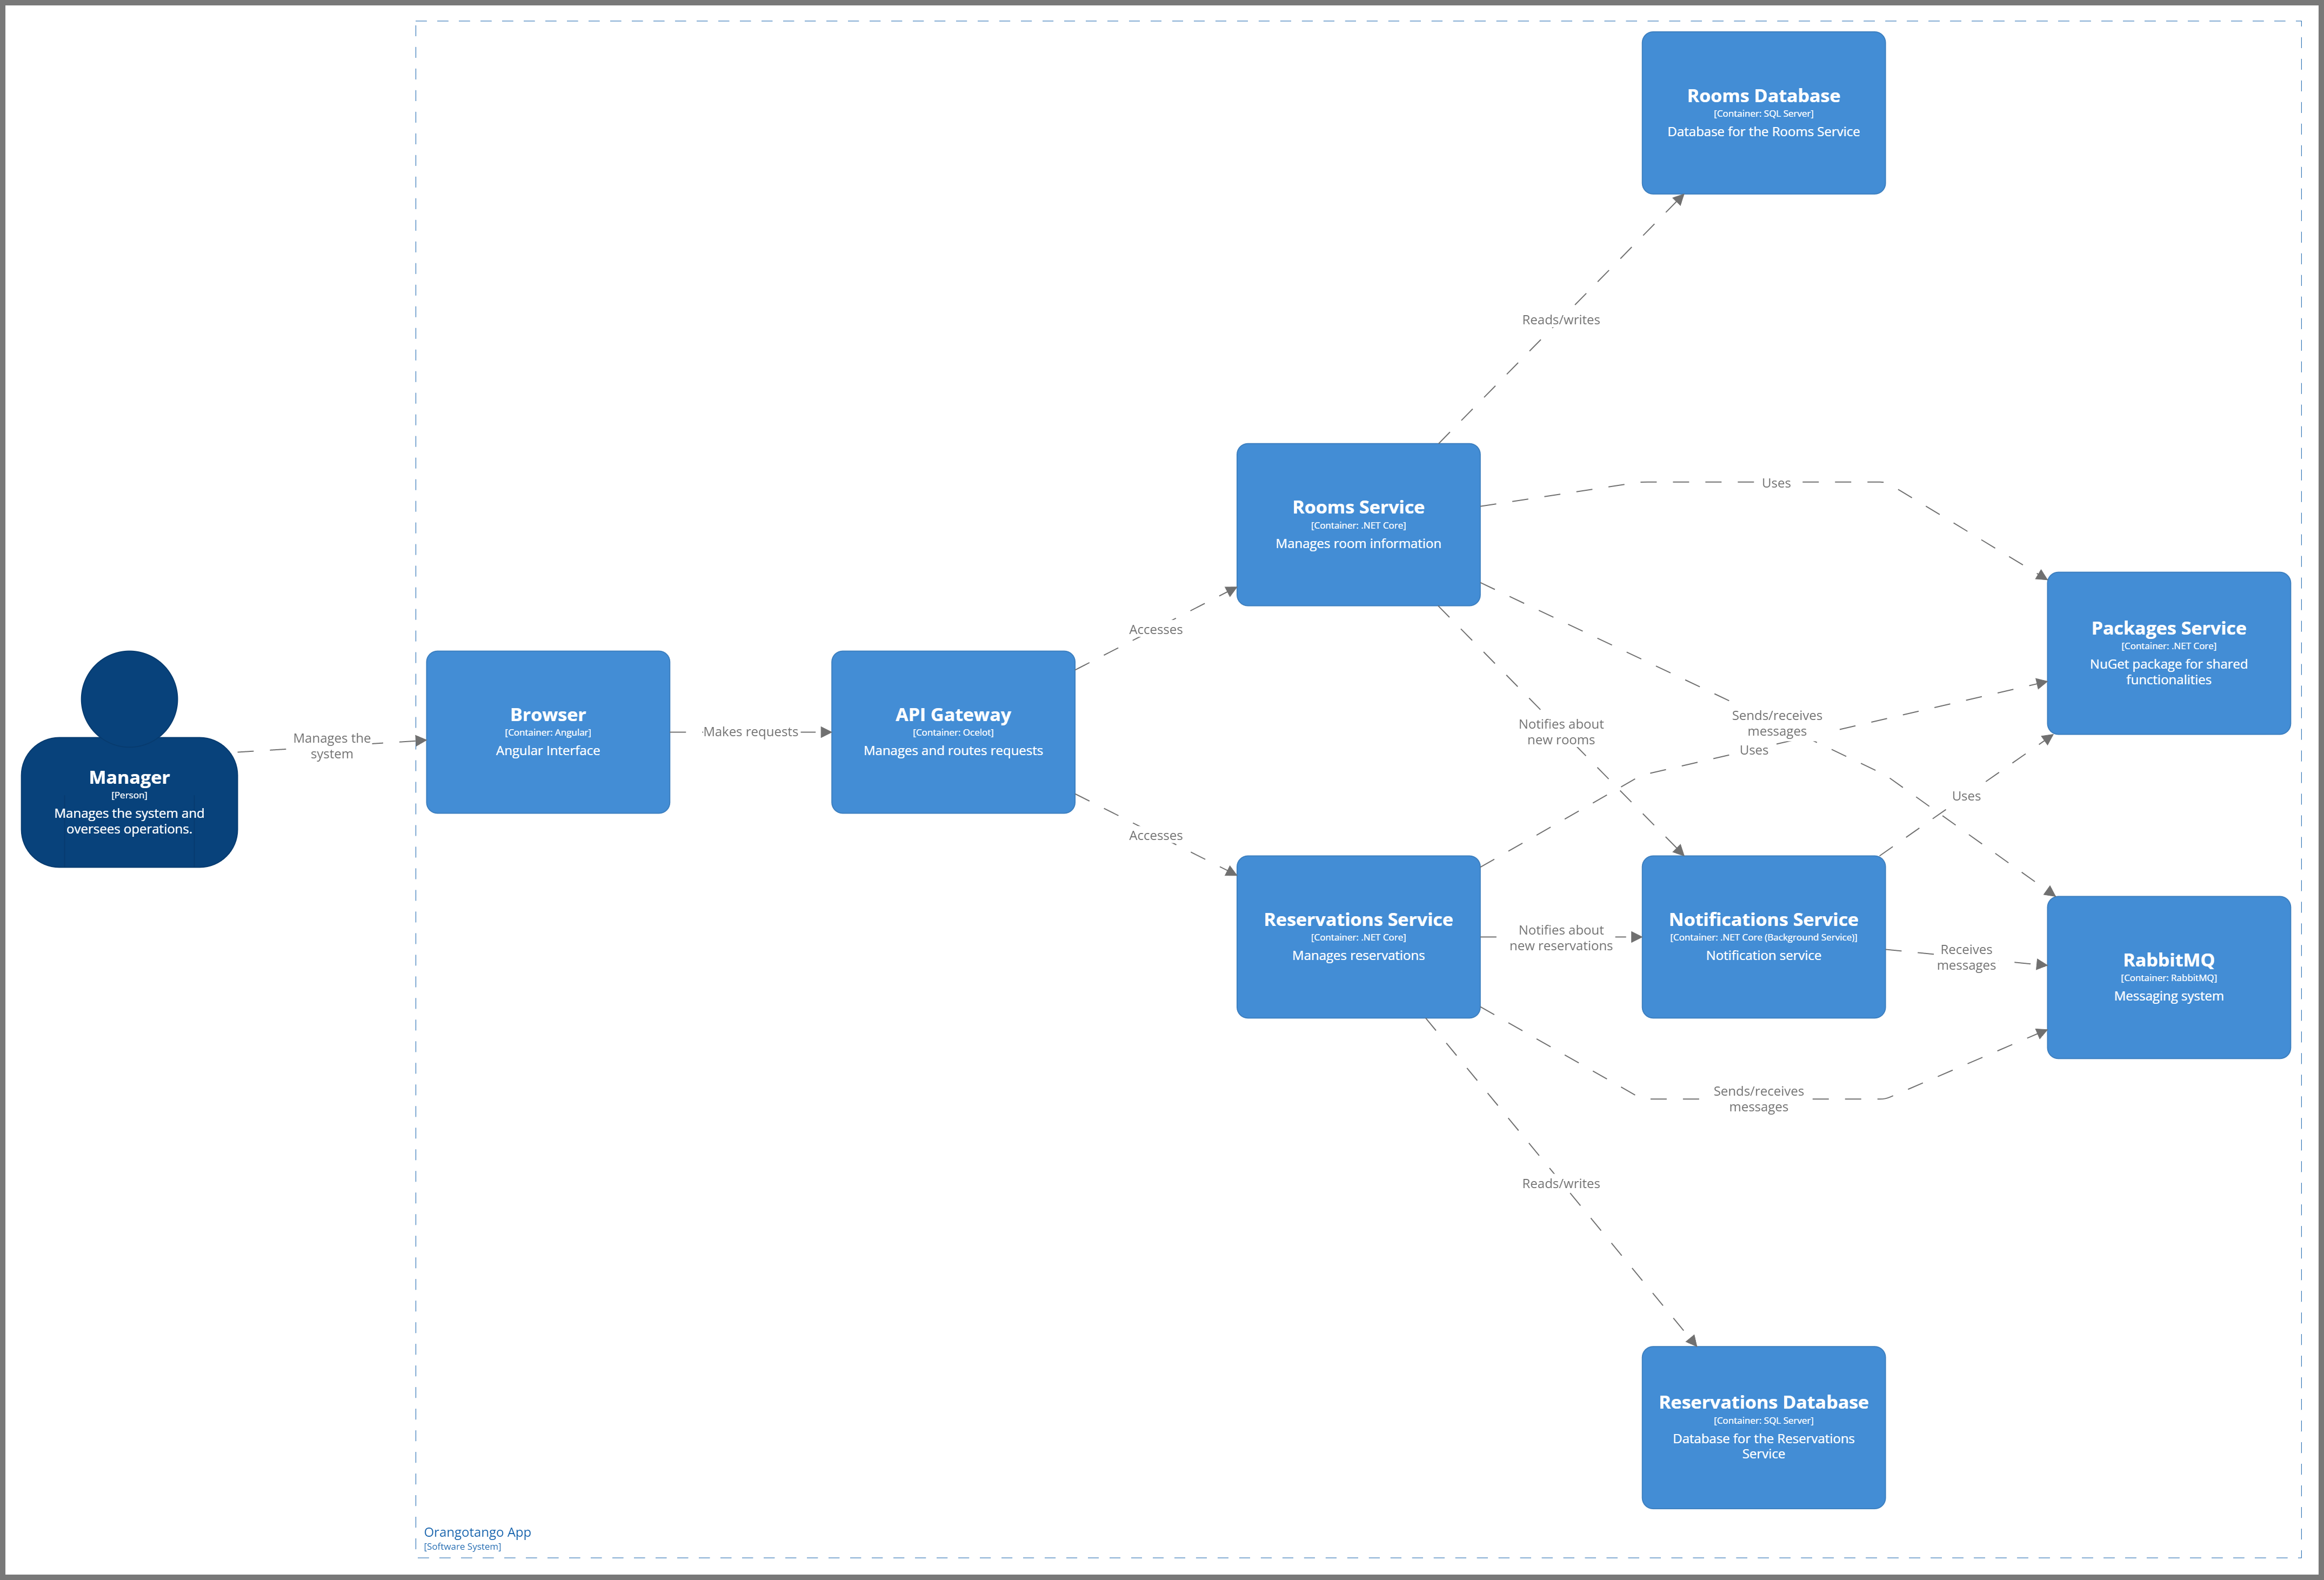 Rooms Database
[Container: SQL Server]
Database for the Rooms Service
Reads/writes
Rooms Service
[Container: .NET Core]
Manages room information
Uses
Accesses
Packages Service
[Container: .NET Core]
NuGet package for shared
functionalities
Manager
[Person]
Manages the system and
oversees operations.
Manages the
system
Browser
[Container: Angular]
Angular Interface
Makes requests
API Gateway
[Container: Ocelot]
Manages and routes requests
Notifies about
new rooms
Sends/receives
messages
Uses
Uses
Accesses
Reservations Service
[Container: .NET Core]
Manages reservations
Notifies about
new reservations
Notifications Service
[Container: .NET Core (Background Service)]
Notification service
Receives
messages
RabbitMQ
[Container: RabbitMQ]
Messaging system
Sends/receives
messages
Reads/writes
Reservations Database
[Container: SQL Server]
Database for the Reservations
Service
Orangotango App
[Software System]